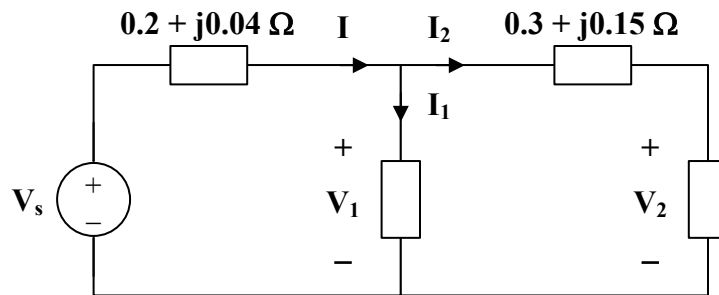 0.2 + j0.04 Ω I I₂ 0.3 + j0.15 Ω
I₁
+ +
Vₛ + − V₁ V₂
− −